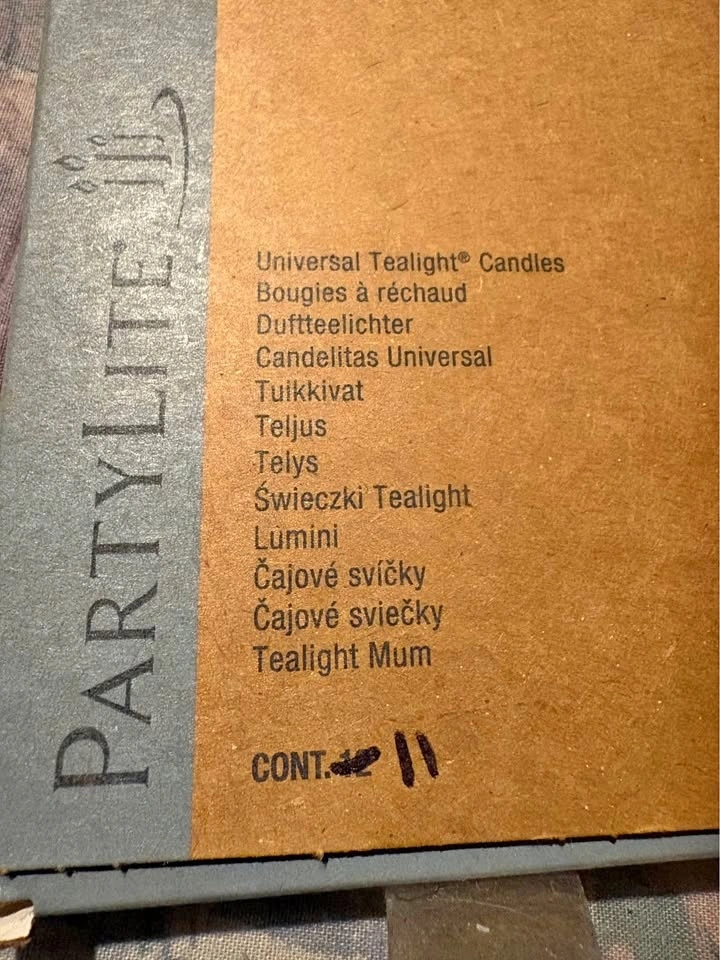 PARTYLITE®
Universal Tealight® Candles
Bougies à réchaud
Duftteelichter
Candelitas Universal
Tuikkivat
Teljus
Telys
Świeczki Tealight
Lumini
Čajové svíčky
Čajové sviečky
Tealight Mum
CONT. 12 11